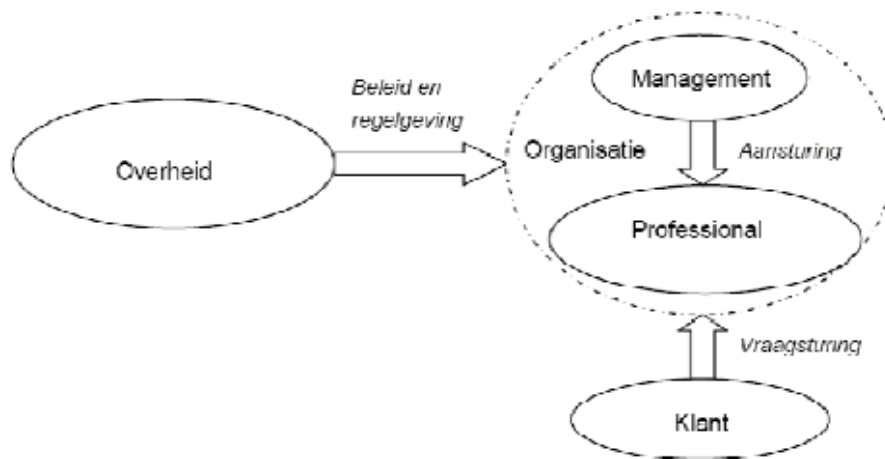 Management
Beleid en
regelgeving
Organisatie
Aansturing
Overheid
Professional
Vraagsturing
Klant